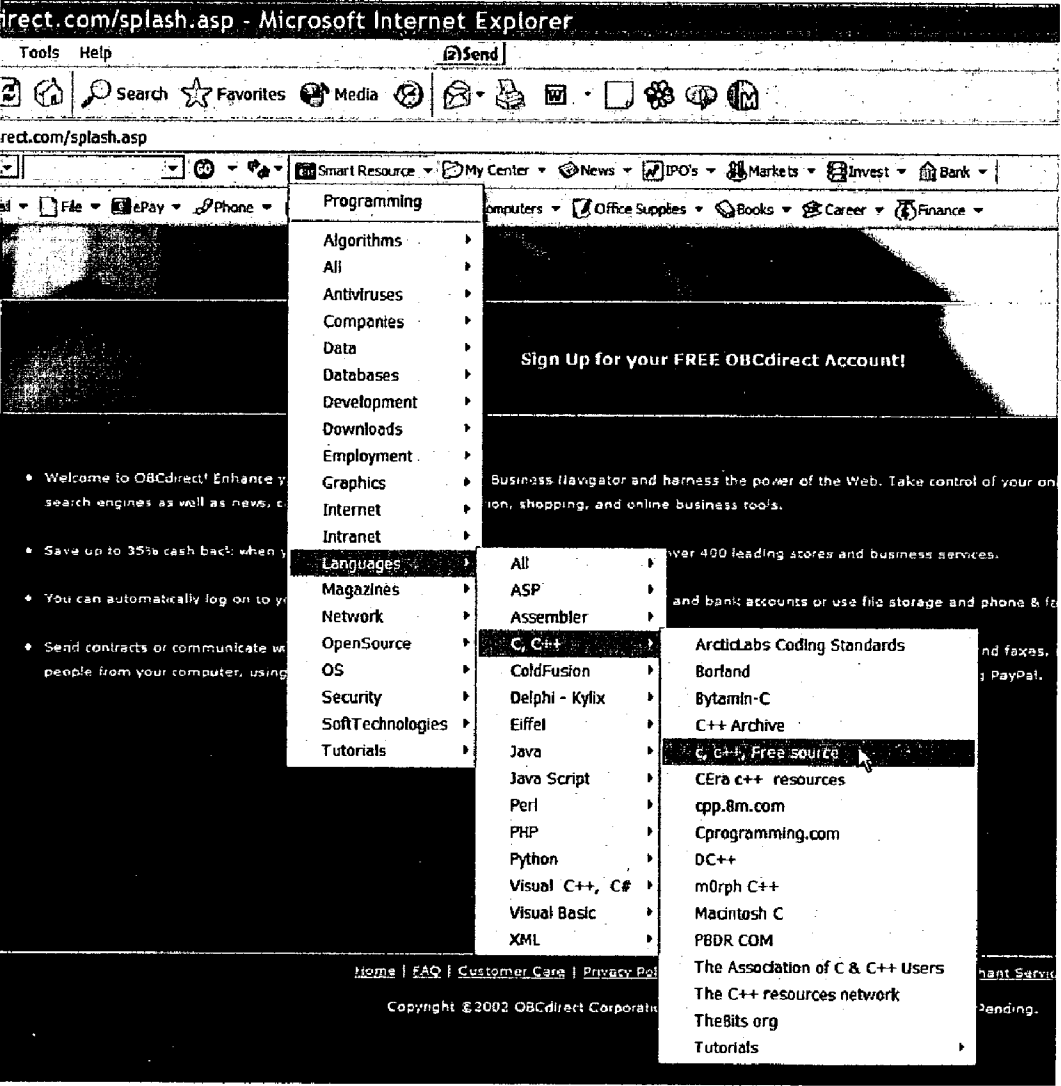 irect.com/splash.asp - Microsoft Internet Explorer
Tools Help Send
Search Favorites Media
rect.com/splash.asp
GO Smart Resource My Center News IPO's Markets Invest Bank
File ePay Phone omputers Office Supplies Books Career Finance
Programming
Algorithms
All
Antiviruses
Companies
Data
Databases
Development
Downloads
Employment
Graphics
Internet
Intranet
Languages
Magazines
Network
OpenSource
OS
Security
SoftTechnologies
Tutorials
Sign Up for your FREE OBCdirect Account!
Welcome to OBCdirect! Enhance y Business Navigator and harness the power of the Web. Take control of your onl
search engines as well as news, c ion, shopping, and online business tools.
Save up to 35% cash back when y ver 400 leading stores and business services.
You can automatically log on to yo and bank accounts or use file storage and phone & fa
Send contracts or communicate w nd faxes,
people from your computer, using g PayPal.
All
ASP
Assembler
C, C++
ColdFusion
Delphi - Kylix
Eiffel
Java
Java Script
Perl
PHP
Python
Visual C++, C#
Visual Basic
XML
ArcticLabs Coding Standards
Borland
Bytamin-C
C++ Archive
c, c++, Free source
CEra c++ resources
cpp.8m.com
Cprogramming.com
DC++
m0rph C++
Macintosh C
PBDR COM
The Association of C & C++ Users
The C++ resources network
TheBits org
Tutorials
Home | FAQ | Customer Care | Privacy Pol hant Servic
Copyright ©2002 OBCdirect Corporatio Pending.